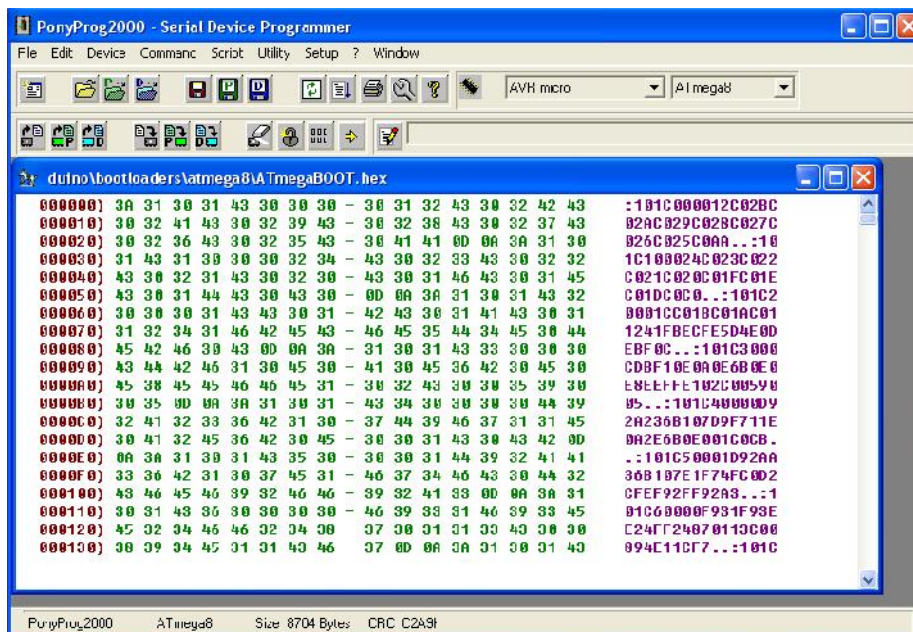 PonyProg2000 - Serial Device Programmer
File Edit Device Command Script Utility Setup ? Window
AVR micro ATmega8
duino\bootloaders\atmega8\ATmegaBOOT.hex
000000) 3A 31 30 31 43 30 30 30 - 30 31 32 43 30 32 42 43 :101C000012C02BC
000010) 30 32 41 43 30 32 39 43 - 30 32 38 43 30 32 37 43 02AC029C028C027C
000020) 30 32 36 43 30 32 35 43 - 30 41 41 0D 0A 3A 31 30 026C025C0AA..:10
000030) 31 43 31 30 30 30 32 34 - 43 30 32 33 43 30 32 32 1C100024C023C022
000040) 43 30 32 31 43 30 32 30 - 43 30 31 46 43 30 31 45 C021C020C01FC01E
000050) 43 30 31 44 43 30 43 30 - 0D 0A 3A 31 30 31 43 32 C01DC0C0..:101C2
000060) 30 30 30 31 43 43 30 31 - 42 43 30 31 41 43 30 31 0001CC01BC01AC01
000070) 31 32 34 31 46 42 45 43 - 46 45 35 44 34 45 30 44 1241FBECFE5D4E0D
000080) 45 42 46 30 43 0D 0A 3A - 31 30 31 43 33 30 30 30 EBF0C..:101C3000
000090) 43 44 42 46 31 30 45 30 - 41 30 45 36 42 30 45 30 CDBF10E0A0E6B0E0
0000A0) 45 38 45 45 46 46 45 31 - 30 32 43 30 30 35 39 30 E8EEFFE102C00590
0000B0) 30 35 0D 0A 3A 31 30 31 - 43 34 30 30 30 30 44 39 05..:101C40000D9
0000C0) 32 41 32 33 36 42 31 30 - 37 44 39 46 37 31 31 45 2A236B107D9F711E
0000D0) 30 41 32 45 36 42 30 45 - 30 30 31 43 30 43 42 0D 0A2E6B0E001C0CB.
0000E0) 0A 3A 31 30 31 43 35 30 - 30 30 31 44 39 32 41 41 .:101C50001D92AA
0000F0) 33 36 42 31 30 37 45 31 - 46 37 34 46 43 30 44 32 36B107E1F74FC0D2
000100) 43 46 45 46 39 32 46 46 - 39 32 41 33 0D 0A 3A 31 CFEF92FF92A3..:1
000110) 30 31 43 36 30 30 30 30 - 46 39 33 31 46 39 33 45 01C60000F931F93E
000120) 45 32 34 46 46 32 34 38 - 37 30 31 31 33 43 30 30 E24FF24870113C00
000130) 38 39 34 45 31 31 43 46 - 37 0D 0A 3A 31 30 31 43 894E11CF7..:101C
PonyProg2000 ATmega8 Size 8704 Bytes CRC C2A9h